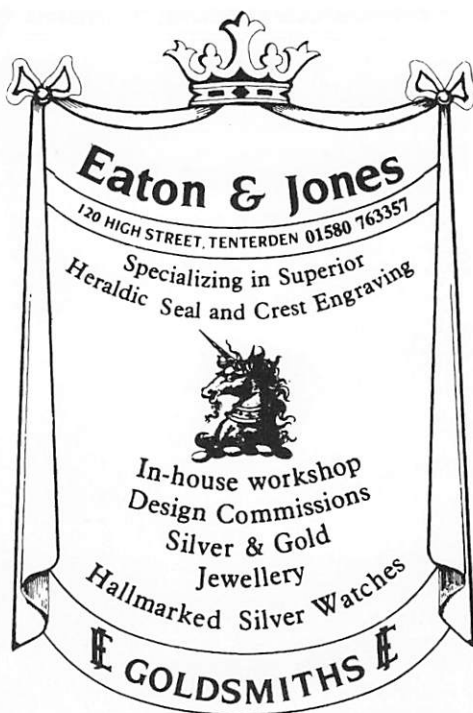 Eaton & Jones
120 HIGH STREET, TENTERDEN 01580 763357
Specializing in Superior
Heraldic Seal and Crest Engraving
In-house workshop
Design Commissions
Silver & Gold
Jewellery
Hallmarked Silver Watches
GOLDSMITHS